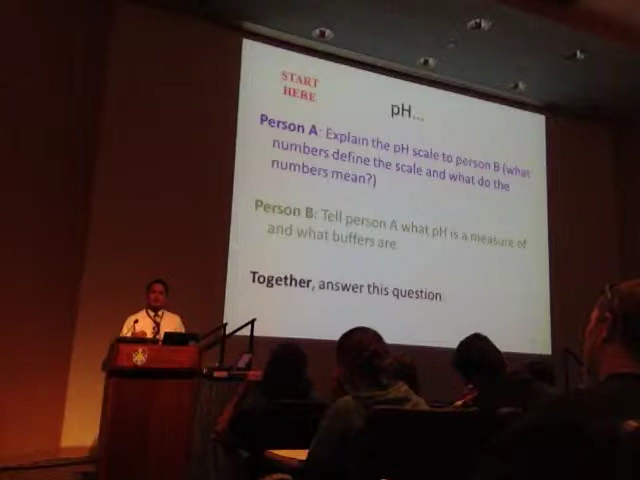 START
HERE
pH...
Person A- Explain the pH scale to person B (what
numbers define the scale and what do the
numbers mean?)
Person B: Tell person A what pH is a measure of
and what buffers are
Together, answer this question